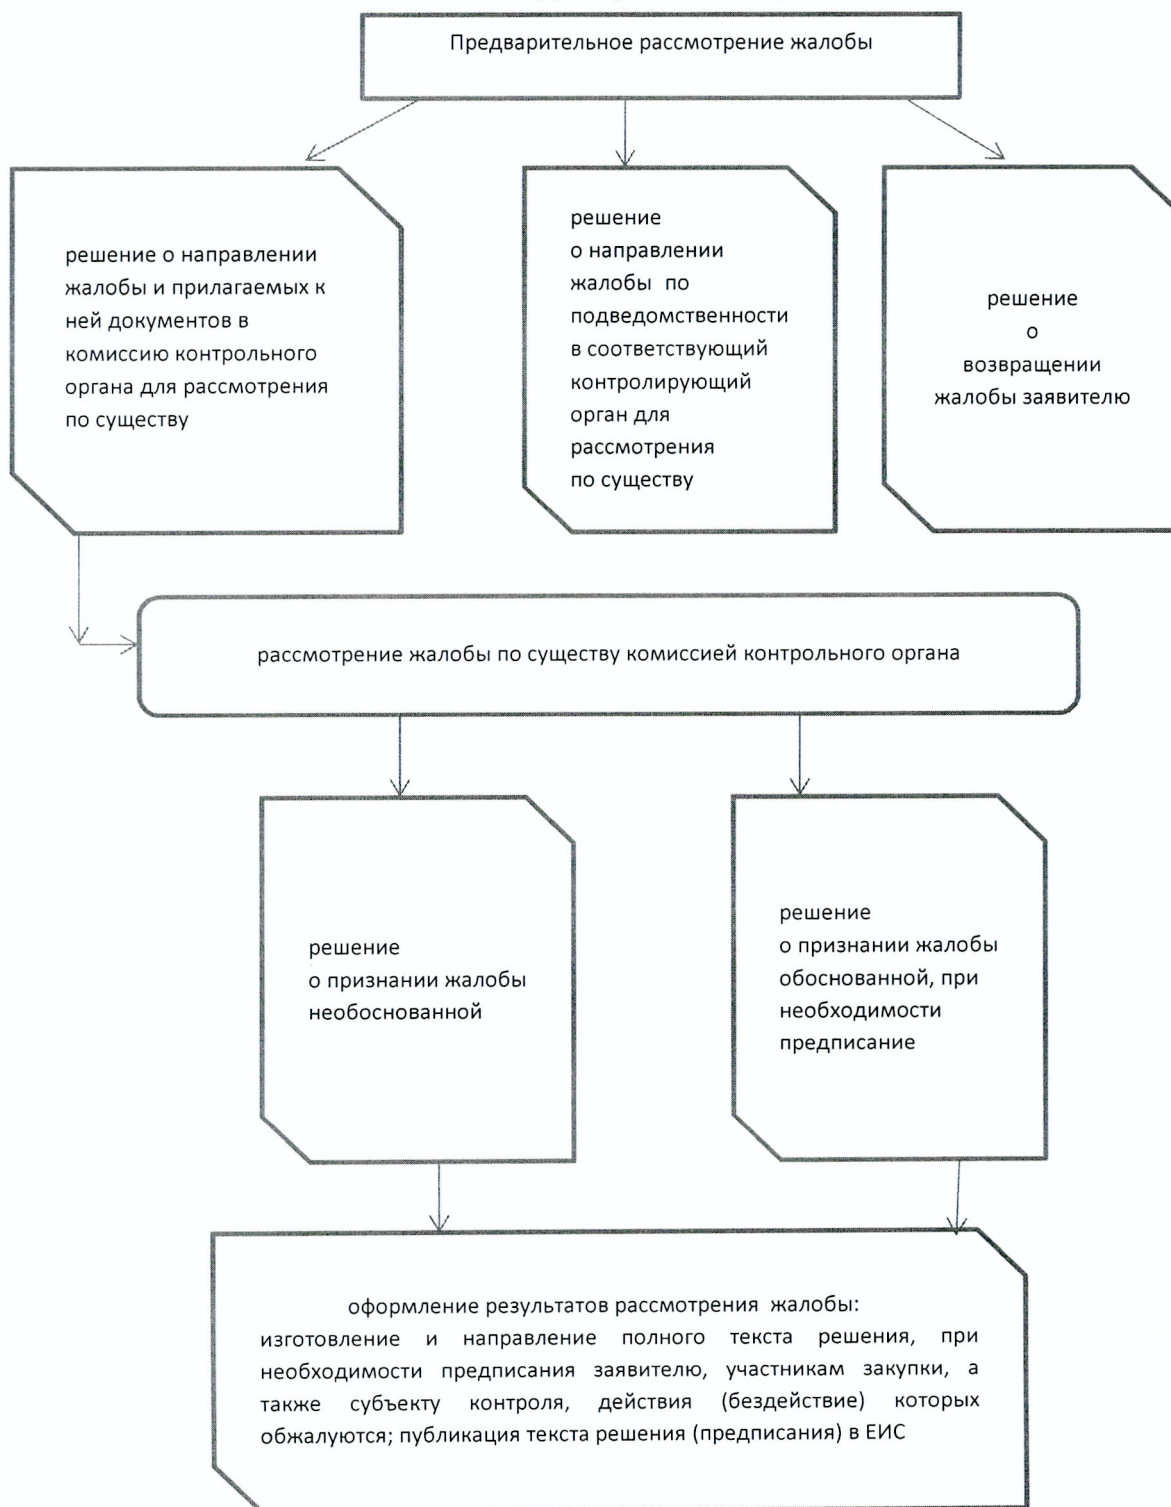 Предварительное рассмотрение жалобы
решение о направлении
жалобы и прилагаемых к
ней документов в
комиссию контрольного
органа для рассмотрения
по существу
решение
о направлении
жалобы по
подведомственности
в соответствующий
контролирующий
орган для
рассмотрения
по существу
решение
о
возвращении
жалобы заявителю
рассмотрение жалобы по существу комиссией контрольного органа
решение
о признании жалобы
необоснованной
решение
о признании жалобы
обоснованной, при
необходимости
предписание
оформление результатов рассмотрения жалобы:
изготовление и направление полного текста решения, при
необходимости предписания заявителю, участникам закупки, а
также субъекту контроля, действия (бездействие) которых
обжалуются; публикация текста решения (предписания) в ЕИС